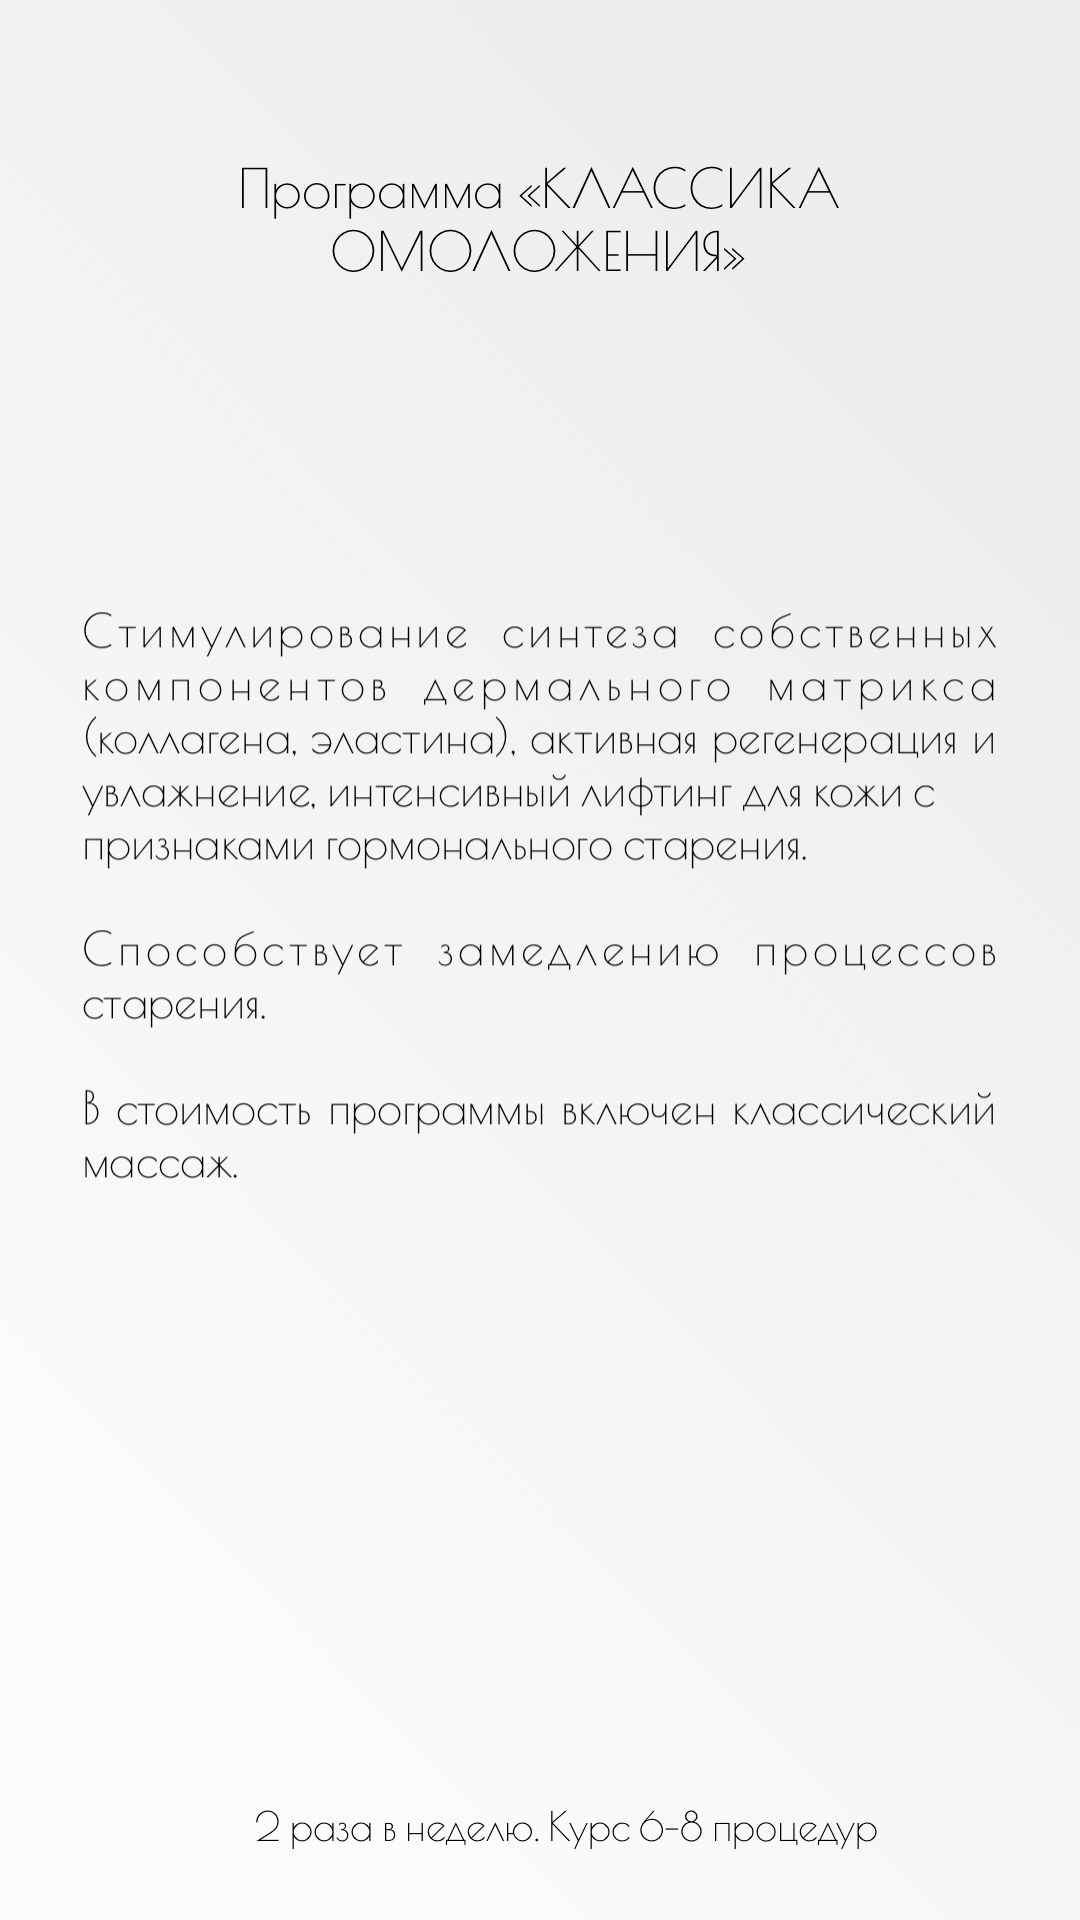 Программа «КЛАССИКА
ОМОЛОЖЕНИЯ»
Стимулирование синтеза собственных
компонентов дермального матрикса
(коллагена, эластина), активная регенерация и
увлажнение, интенсивный лифтинг для кожи с
признаками гормонального старения.
Способствует замедлению процессов
старения.
В стоимость программы включен классический
массаж.
2 раза в неделю. Курс 6–8 процедур